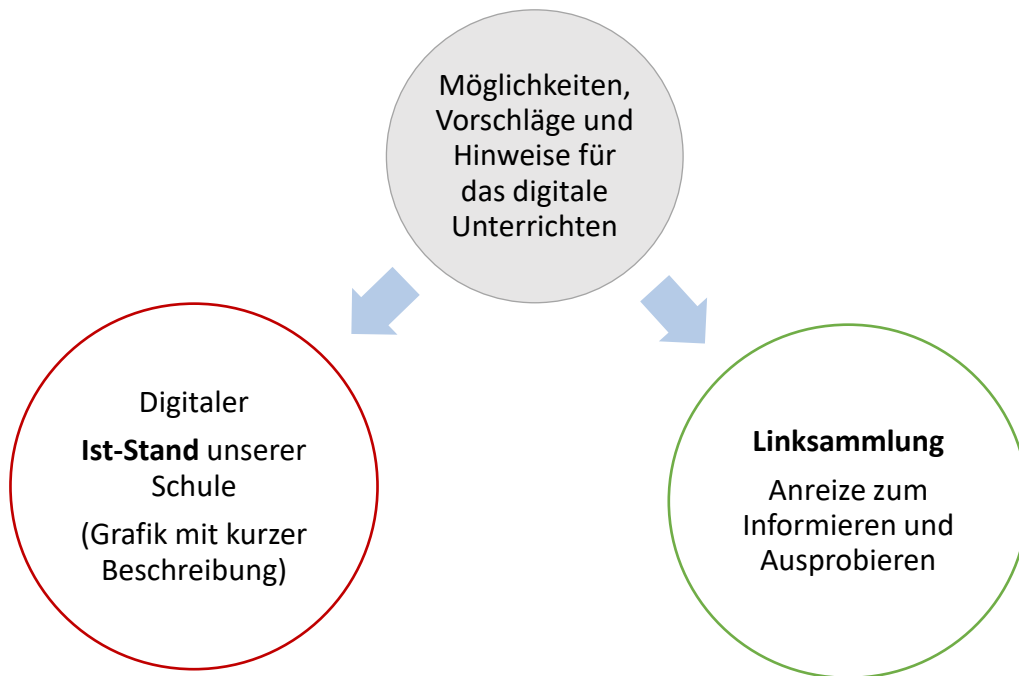 Möglichkeiten,
Vorschläge und
Hinweise für
das digitale
Unterrichten
Digitaler
Ist-Stand unserer
Schule
(Grafik mit kurzer
Beschreibung)
Linksammlung
Anreize zum
Informieren und
Ausprobieren